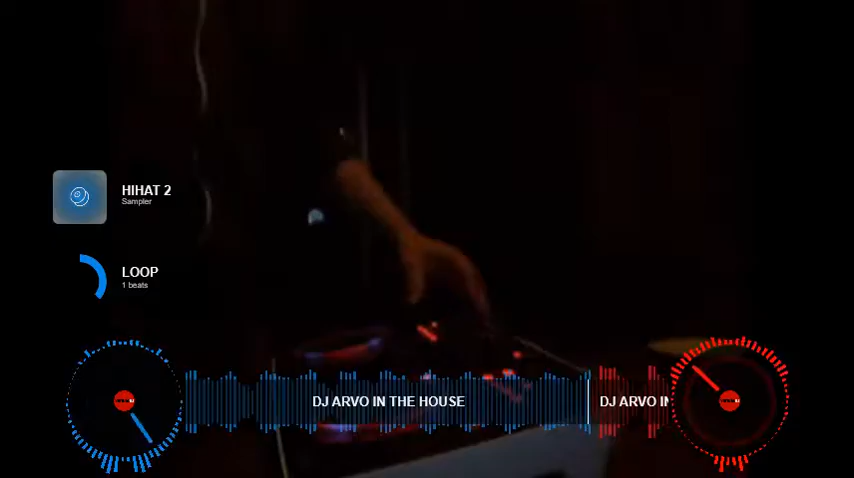 HIHAT 2
Sampler
LOOP
1 beats
DJ ARVO IN THE HOUSE
DJ ARVO IN